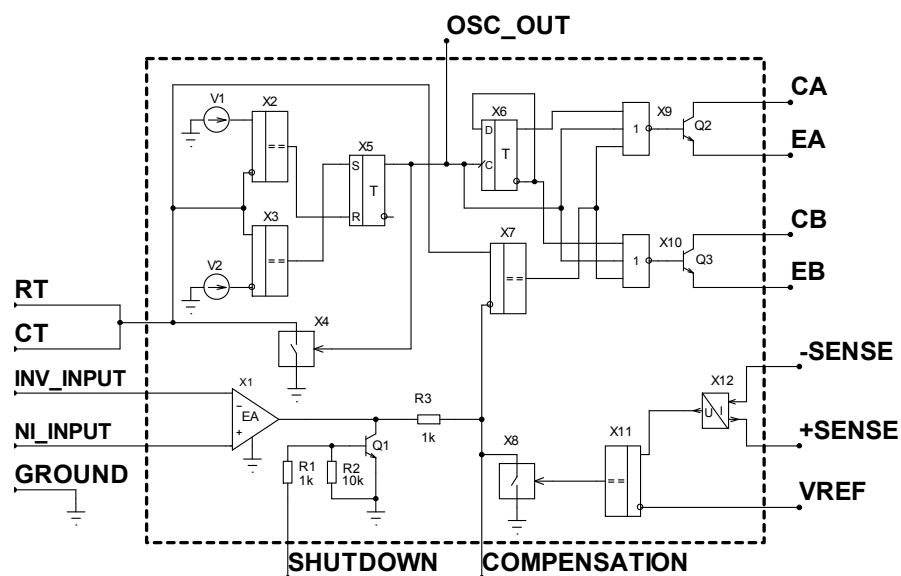 OSC_OUT
V1
X2
==
X5
S
T
R
X3
==
V2
X6
D
T
C
X9
1
Q2
CA
EA
X7
==
X10
1
Q3
CB
EB
RT
CT
X4
INV_INPUT
X1
EA
NI_INPUT
GROUND
R3
1k
Q1
R1
1k
R2
10k
X8
X11
==
X12
U
I
-SENSE
+SENSE
VREF
SHUTDOWN
COMPENSATION